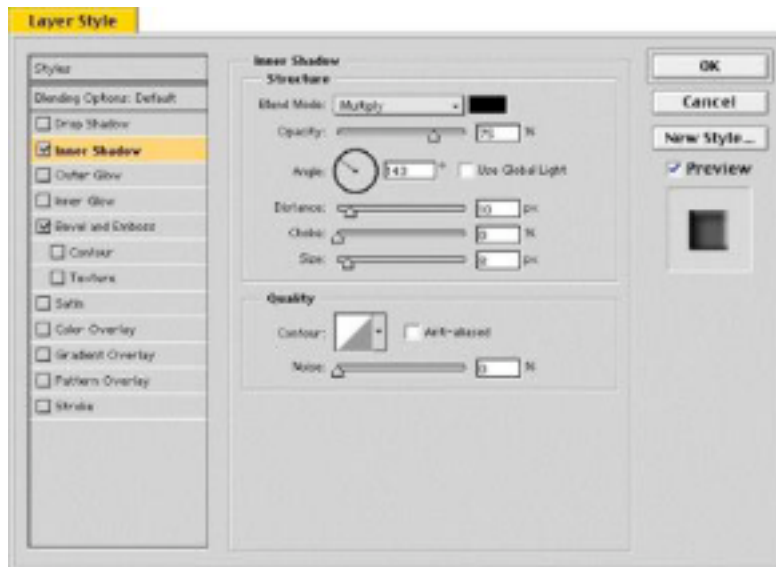 Layer Style
Styles
Blending Options: Default
Drop Shadow
Inner Shadow
Outer Glow
Inner Glow
Bevel and Emboss
Contour
Texture
Satin
Color Overlay
Gradient Overlay
Pattern Overlay
Stroke
Inner Shadow
Structure
Blend Mode: Multiply
Opacity: 75 %
Angle: 143 ° Use Global Light
Distance: 10 px
Choke: 0 %
Size: 8 px
Quality
Contour: Anti-aliased
Noise: 0 %
OK
Cancel
New Style...
Preview